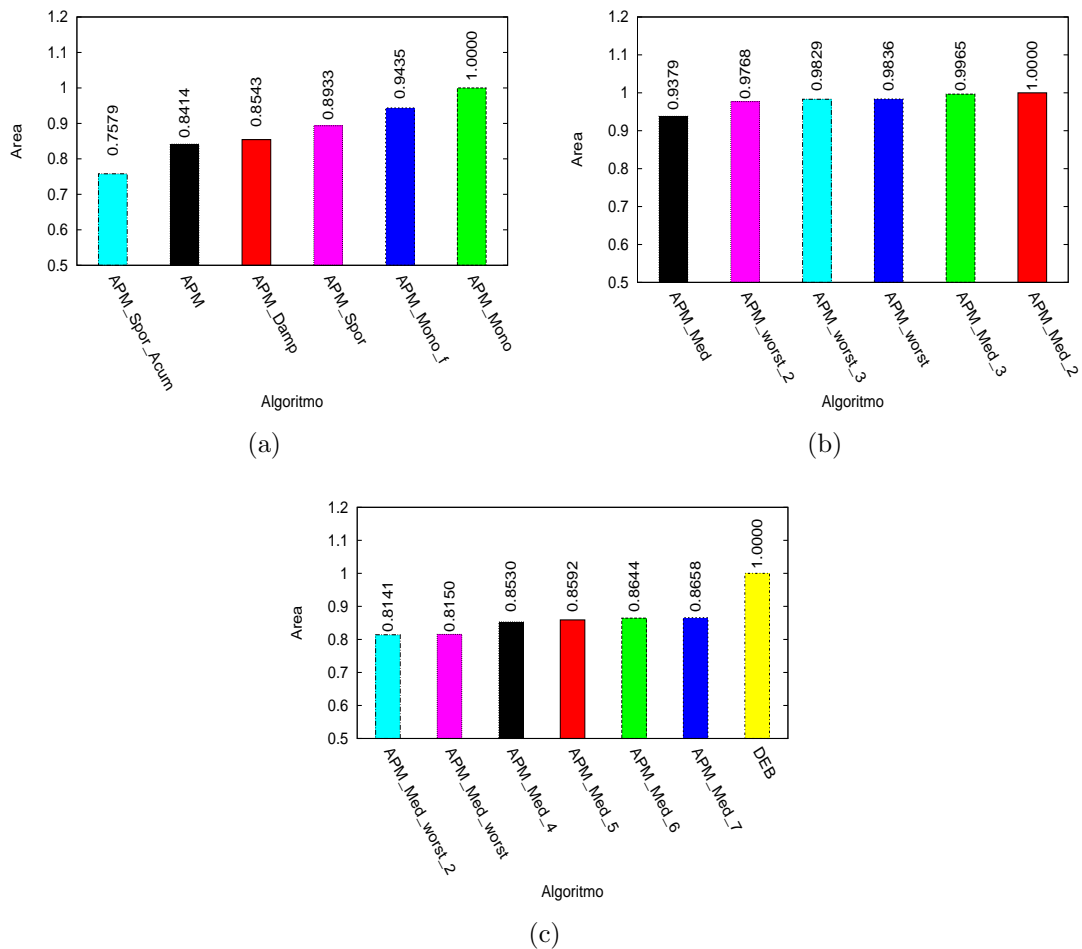 1.2
1.1
1
0.9
0.8
0.7
0.6
0.5
Area
0.7579
0.8414
0.8543
0.8933
0.9435
1.0000
APM_Spor_Acum
APM
APM_Damp
APM_Spor
APM_Mono_f
APM_Mono
Algoritmo
(a)
1.2
1.1
1
0.9
0.8
0.7
0.6
0.5
Area
0.9379
0.9768
0.9829
0.9836
0.9965
1.0000
APM_Med
APM_worst_2
APM_worst_3
APM_worst
APM_Med_3
APM_Med_2
Algoritmo
(b)
1.2
1.1
1
0.9
0.8
0.7
0.6
0.5
Area
0.8141
0.8150
0.8530
0.8592
0.8644
0.8658
1.0000
APM_Med_worst_2
APM_Med_worst
APM_Med_4
APM_Med_5
APM_Med_6
APM_Med_7
DEB
Algoritmo
(c)